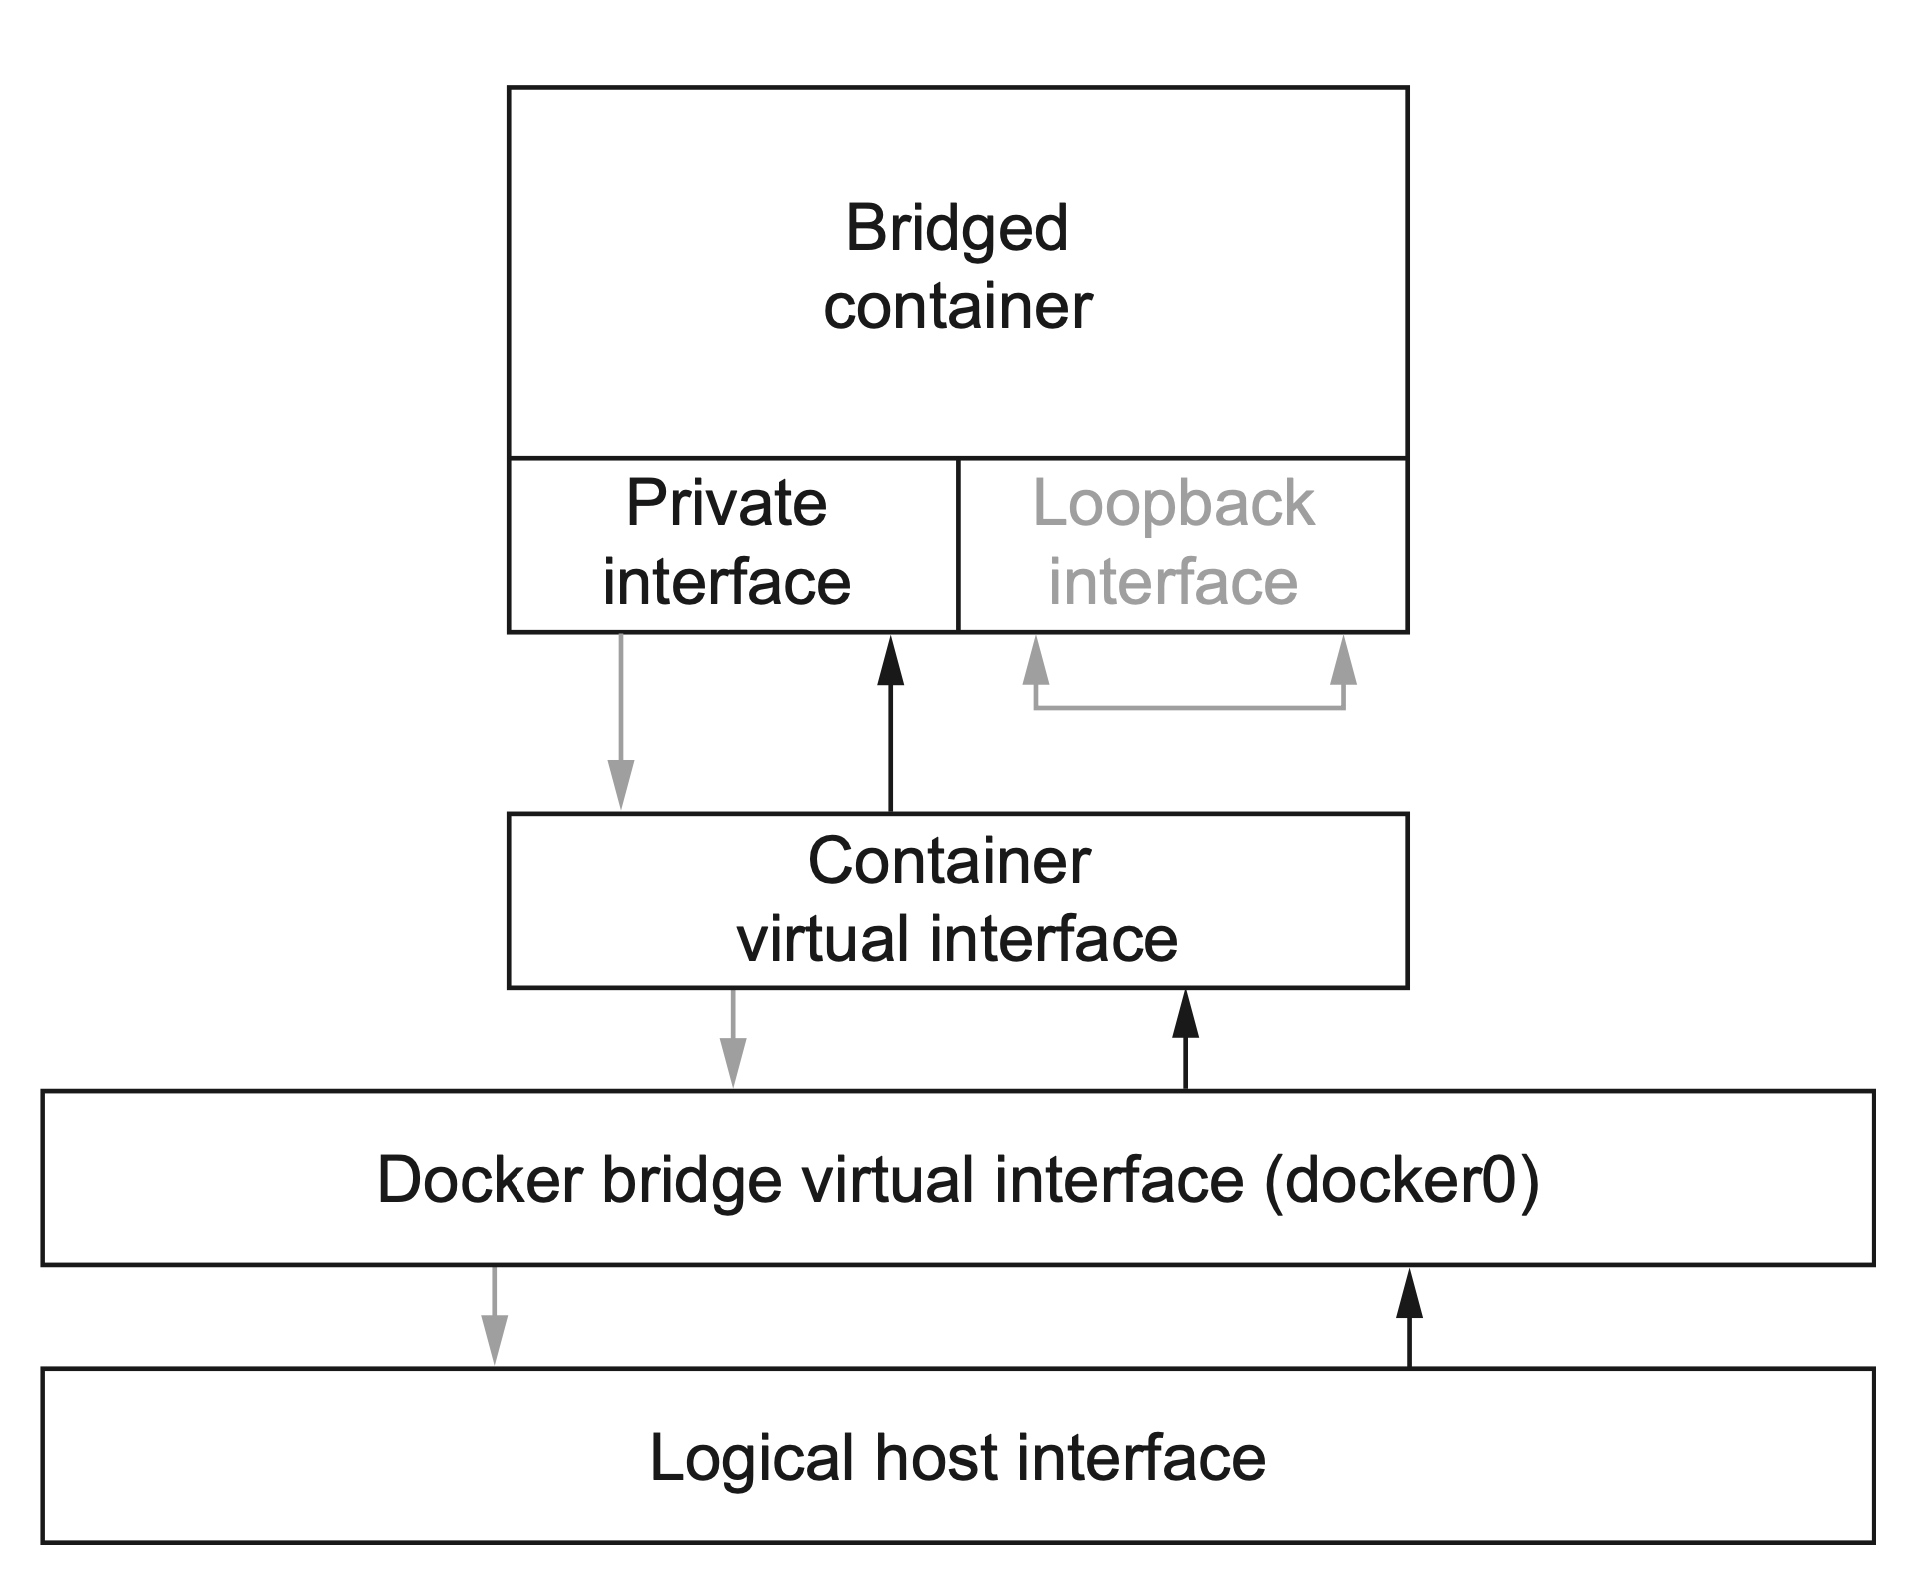 Bridged
container
Private
interface
Loopback
interface
Container
virtual interface
Docker bridge virtual interface (docker0)
Logical host interface